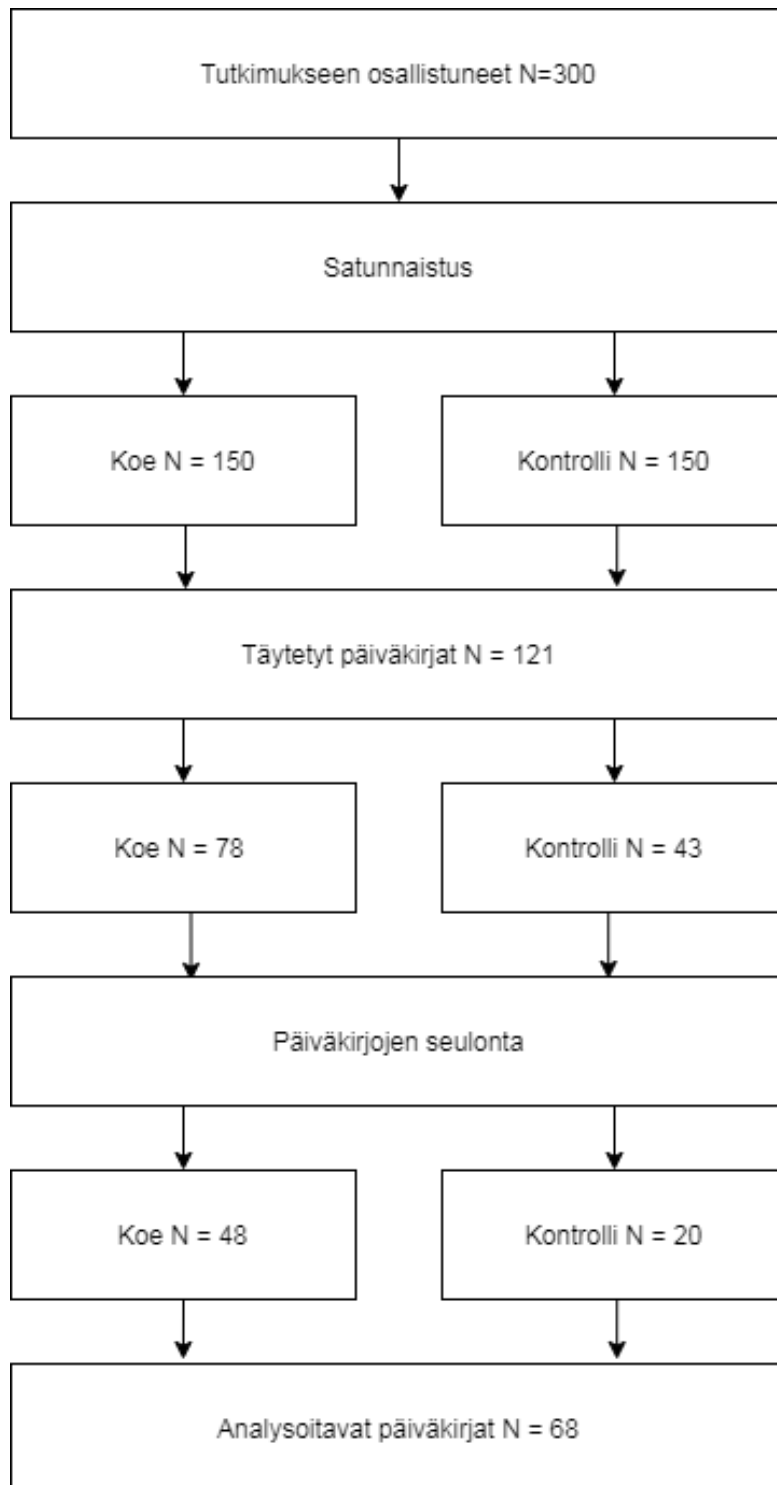 Tutkimukseen osallistuneet N=300
Satunnaistus
Koe N = 150
Kontrolli N = 150
Täytetyt päiväkirjat N = 121
Koe N = 78
Kontrolli N = 43
Päiväkirjojen seulonta
Koe N = 48
Kontrolli N = 20
Analysoitavat päiväkirjat N = 68